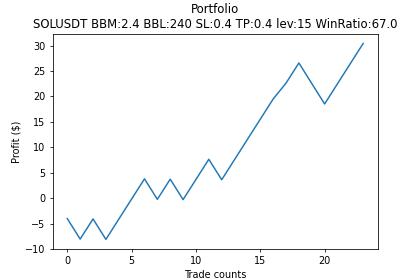 Portfolio
SOLUSDT BBM:2.4 BBL:240 SL:0.4 TP:0.4 lev:15 WinRatio:67.0
30
25
20
15
10
5
0
−5
−10
Profit ($)
0 5 10 15 20
Trade counts